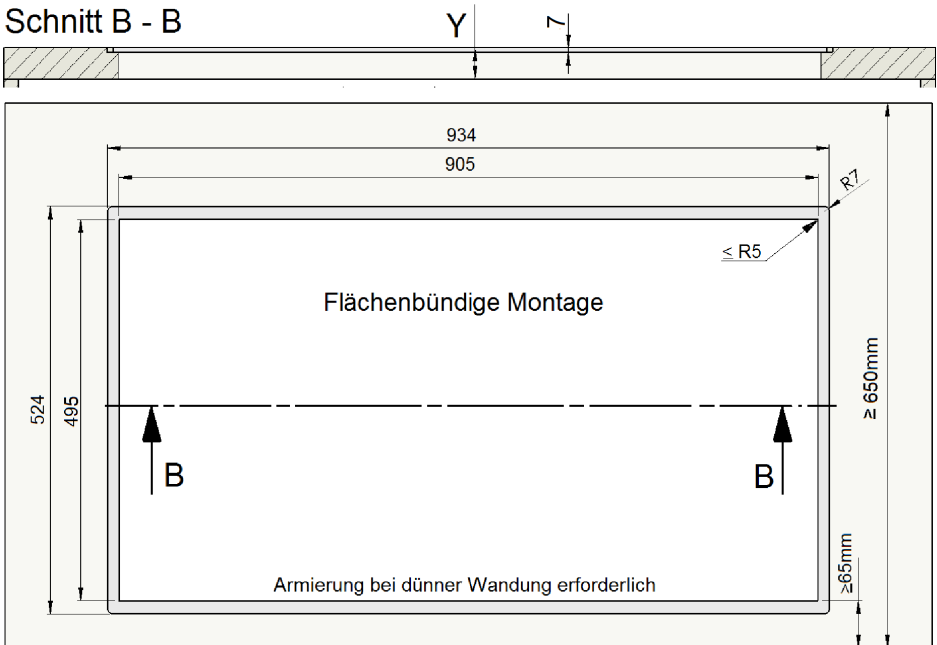 Schnitt B - B
Y
7
934
905
R7
≤ R5
Flächenbündige Montage
≥ 650mm
524
495
B
B
Armierung bei dünner Wandung erforderlich
≥65mm